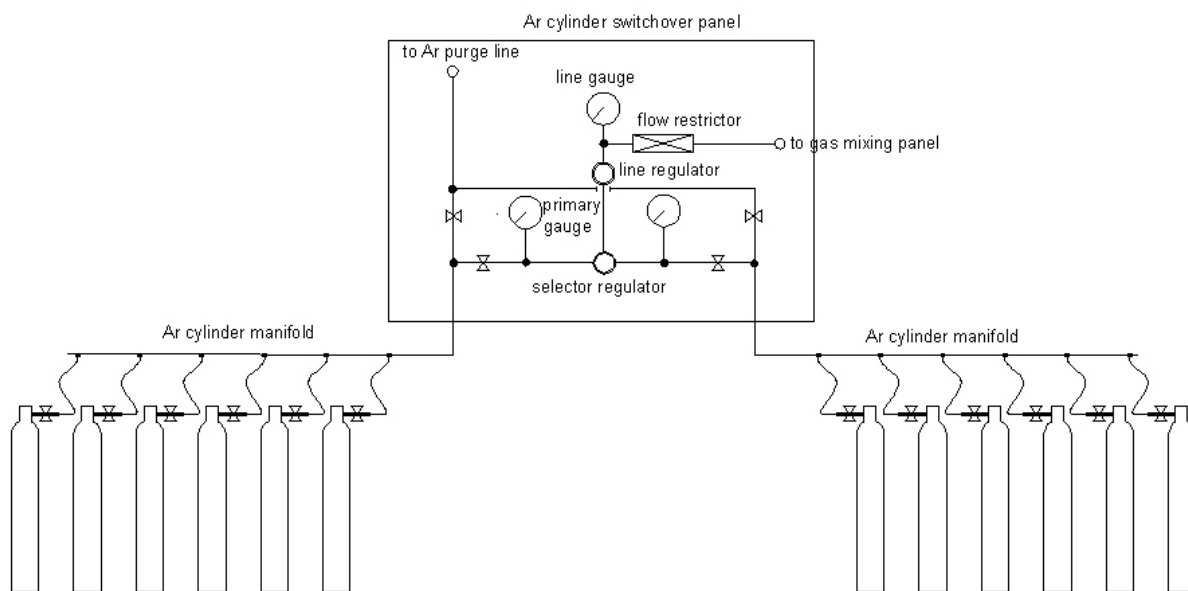 Ar cylinder switchover panel
to Ar purge line
line gauge
flow restrictor
to gas mixing panel
line regulator
primary
gauge
selector regulator
Ar cylinder manifold
Ar cylinder manifold